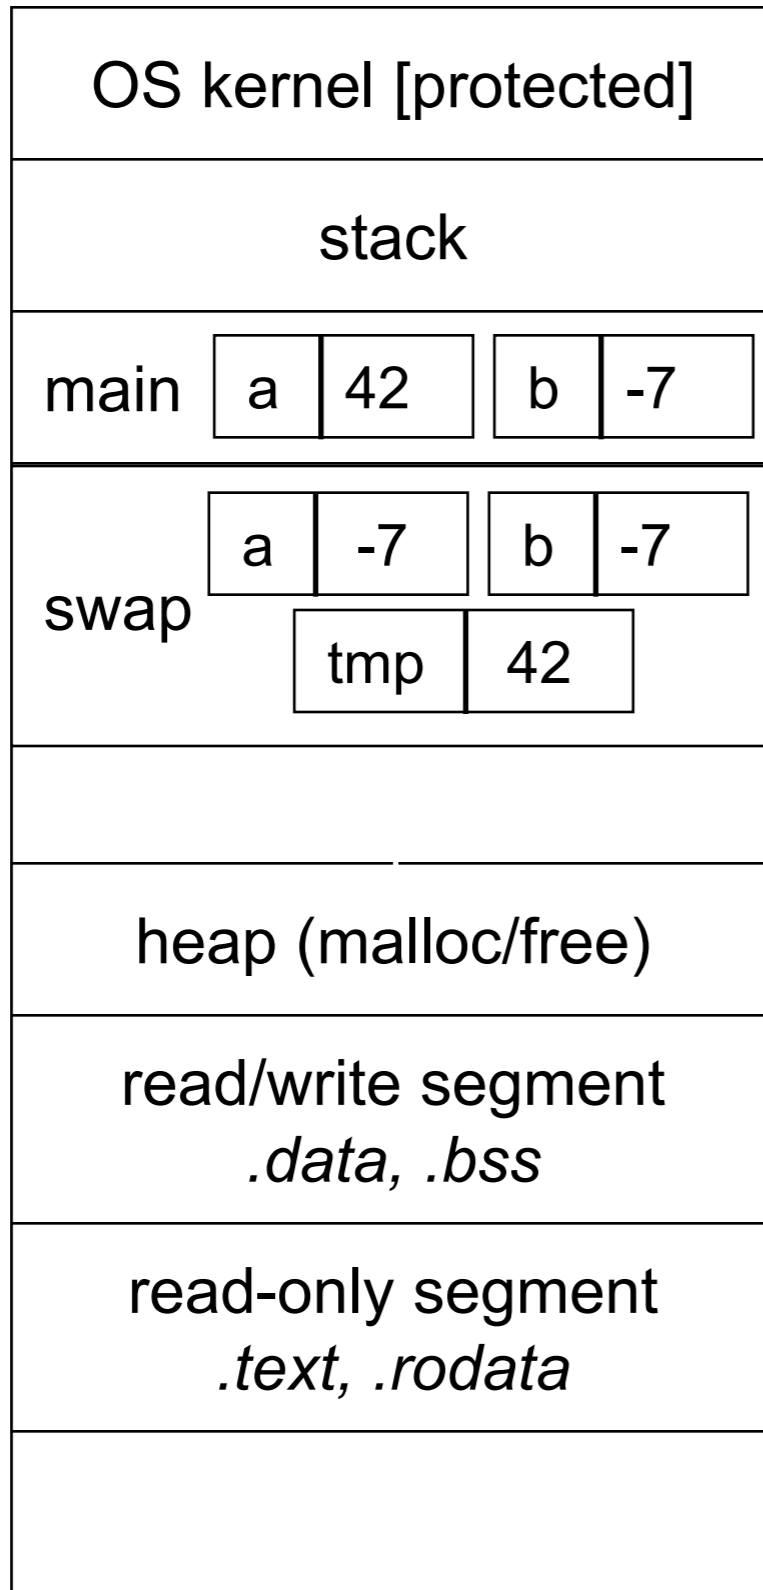 OS kernel [protected]
stack
main a 42 b -7
a -7 b -7
swap
tmp 42
heap (malloc/free)
read/write segment
.data, .bss
read-only segment
.text, .rodata